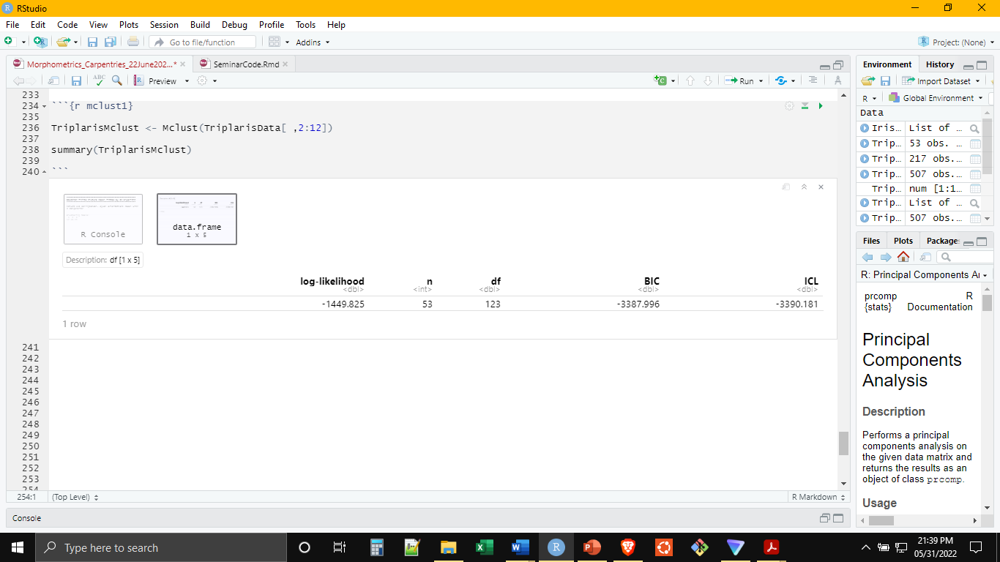 RStudio
File Edit Code View Plots Session Build Debug Profile Tools Help
Go to file/function Addins Project: (None)
Morphometrics_Carpentries_22June202...* SeminarCode.Rmd
ABC Preview Run
233
234 ```{r mclust1}
235
236 TriplarisMclust <- Mclust(TriplarisData[ ,2:12])
237
238 summary(TriplarisMclust)
239
240 ```
R Console
data.frame
1 x 5
Description: df [1 x 5]
log-likelihood n df BIC ICL
<dbl> <int> <dbl> <dbl> <dbl>
-1449.825 53 123 -3387.996 -3390.181
1 row
241
242
243
244
245
246
247
248
249
250
251
252
253
254
254:1 (Top Level) R Markdown
Console
Environment History
Import Dataset
R Global Environment
Data
Iris... List of ...
Trip... 53 obs. ...
Trip... 217 obs...
Trip... 507 obs...
Trip... num [1:1...
Trip... List of ...
Trip... 507 obs...
Files Plots Package
R: Principal Components
prcomp R
{stats} Documentation
Principal
Components
Analysis
Description
Performs a principal
components analysis on
the given data matrix and
returns the results as an
object of class prcomp.
Usage
Type here to search
21:39 PM
05/31/2022